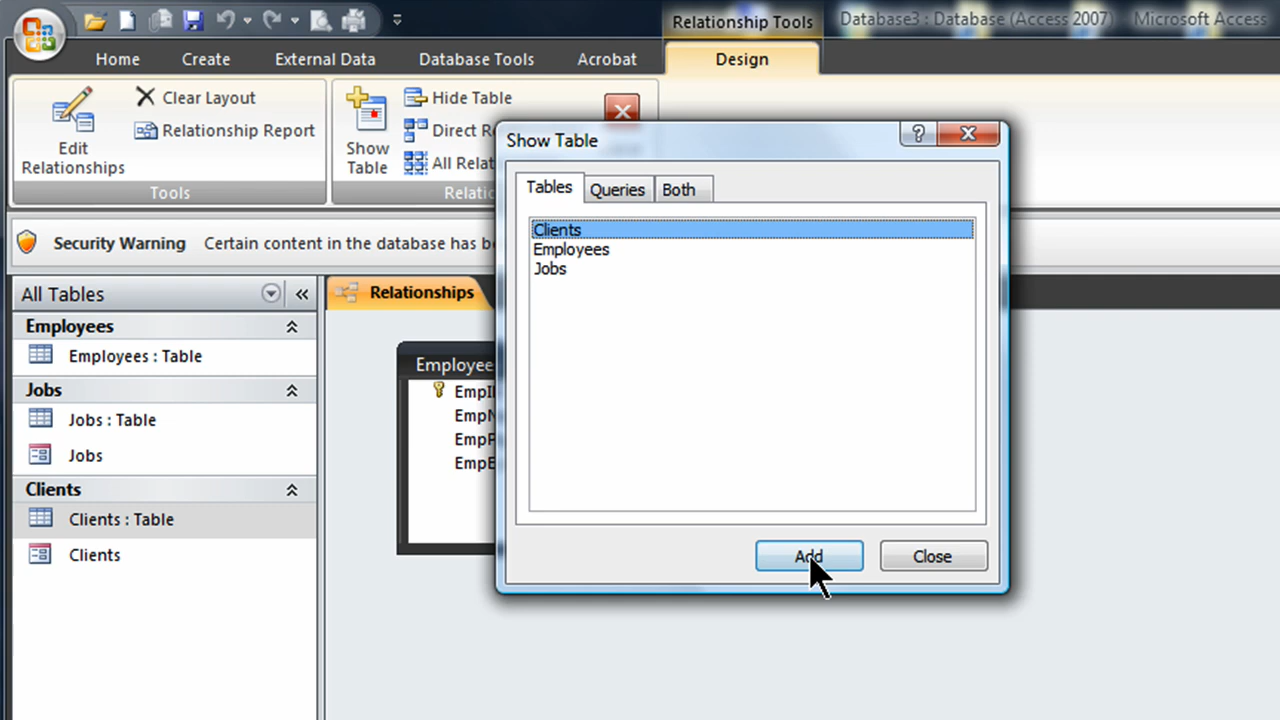 Relationship Tools
Database3 : Database (Access 2007) - Microsoft Access
Home Create External Data Database Tools Acrobat Design
Clear Layout
Relationship Report
Edit
Relationships
Tools
Show
Table
Hide Table
Direct
All
Show Table
Tables Queries Both
Clients
Employees
Jobs
Add Close
Security Warning Certain content in the database has
All Tables
Employees
Employees : Table
Jobs
Jobs : Table
Jobs
Clients
Clients : Table
Clients
Relationships